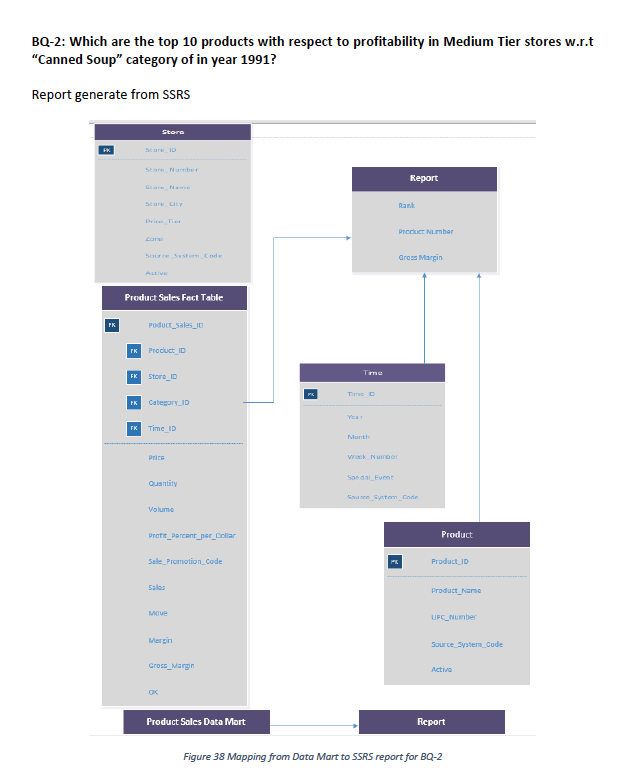 BQ-2: Which are the top 10 products with respect to profitability in Medium Tier stores w.r.t
“Canned Soup” category of in year 1991?
Report generate from SSRS
Store
PK
Store_ID
Store_Number
Store_Name
Store_City
Price_Tier
Zone
Source_System_Code
Active
Report
Rank
Product Number
Gross Margin
Product Sales Fact Table
PK
Poduct_Sales_ID
FK
Product_ID
FK
Store_ID
FK
Category_ID
FK
Time_ID
Price
Quantity
Volume
Profit_Percent_per_Dollar
Sale_Promotion_Code
Sales
Move
Margin
Gross_Margin
OK
Time
PK
Time_ID
Year
Month
Week_Number
Special_Event
Source_System_Code
Product
PK
Product_ID
Product_Name
UPC_Number
Source_System_Code
Active
Product Sales Data Mart
Report
Figure 38 Mapping from Data Mart to SSRS report for BQ-2